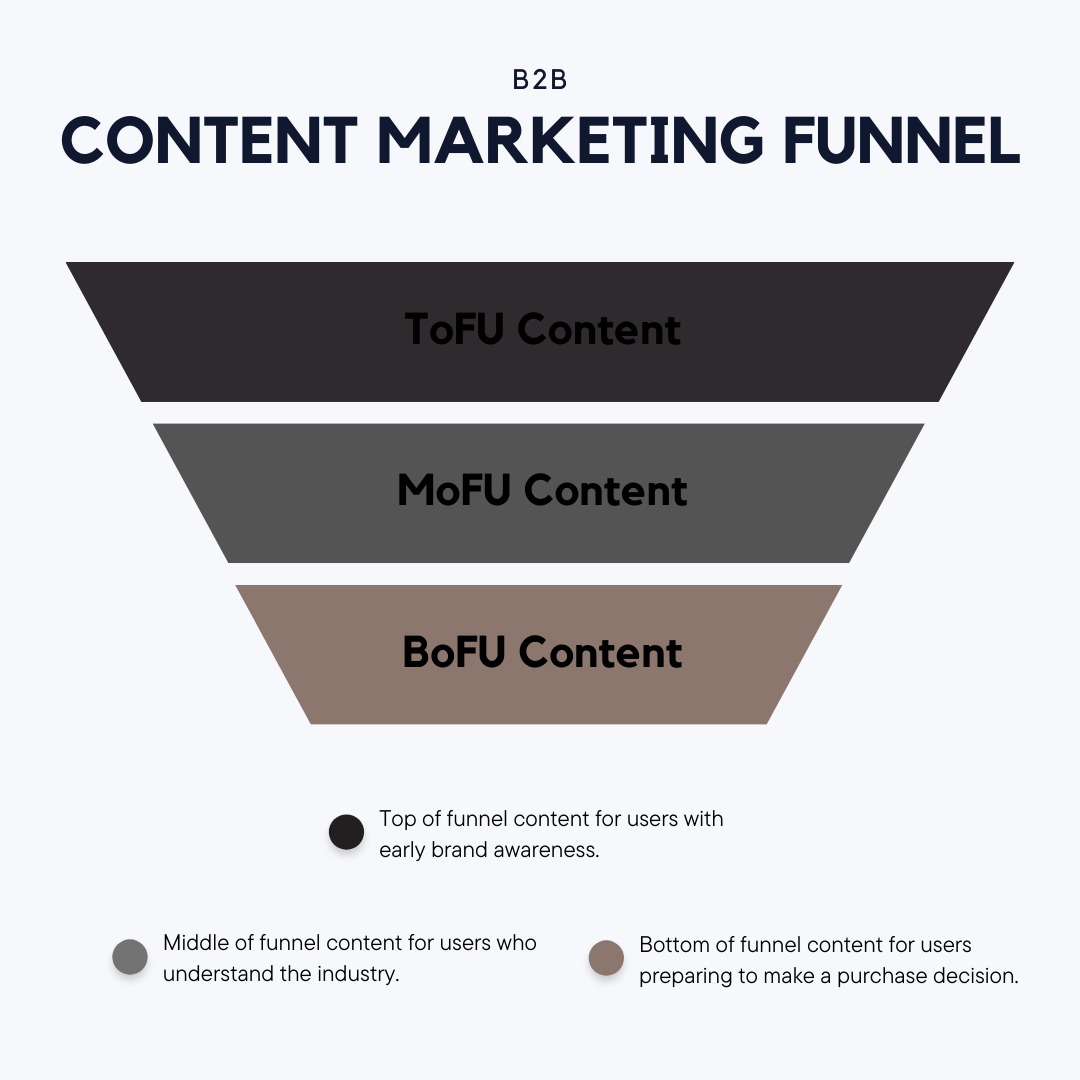 B2B
CONTENT MARKETING FUNNEL
ToFU Content
MoFU Content
BoFU Content
Top of funnel content for users with
early brand awareness.
Middle of funnel content for users who
understand the industry.
Bottom of funnel content for users
preparing to make a purchase decision.